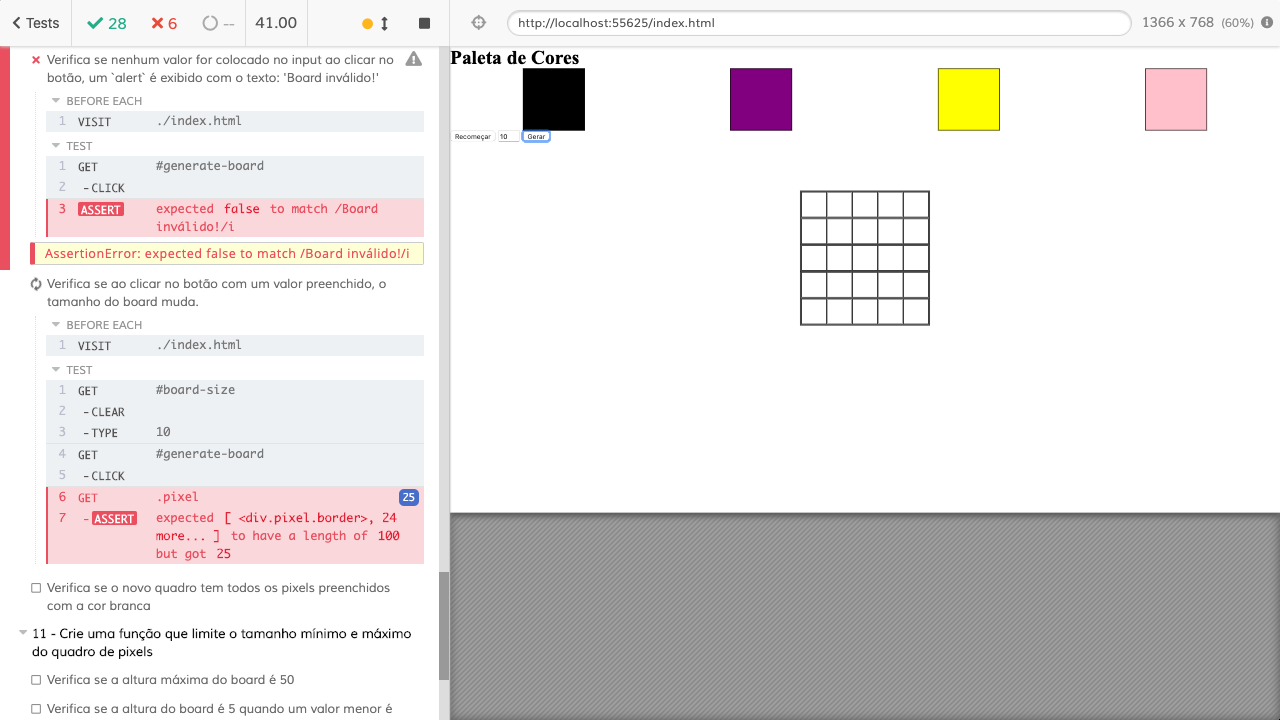 Tests
28
6
--
41.00
http://localhost:55625/index.html
1366 x 768 (60%)
Verifica se nenhum valor for colocado no input ao clicar no
botão, um `alert` é exibido com o texto: 'Board inválido!'
BEFORE EACH
1 VISIT ./index.html
TEST
1 GET #generate-board
2 -CLICK
3 ASSERT expected false to match /Board
inválido!/i
AssertionError: expected false to match /Board inválido!/i
Verifica se ao clicar no botão com um valor preenchido, o
tamanho do board muda.
BEFORE EACH
1 VISIT ./index.html
TEST
1 GET #board-size
2 -CLEAR
3 -TYPE 10
4 GET #generate-board
5 -CLICK
6 GET .pixel 25
7 -ASSERT expected [ <div.pixel.border>, 24
more... ] to have a length of 100
but got 25
Verifica se o novo quadro tem todos os pixels preenchidos
com a cor branca
11 - Crie uma função que limite o tamanho mínimo e máximo
do quadro de pixels
Verifica se a altura máxima do board é 50
Verifica se a altura do board é 5 quando um valor menor é
Paleta de Cores
Recomeçar 10 Gerar